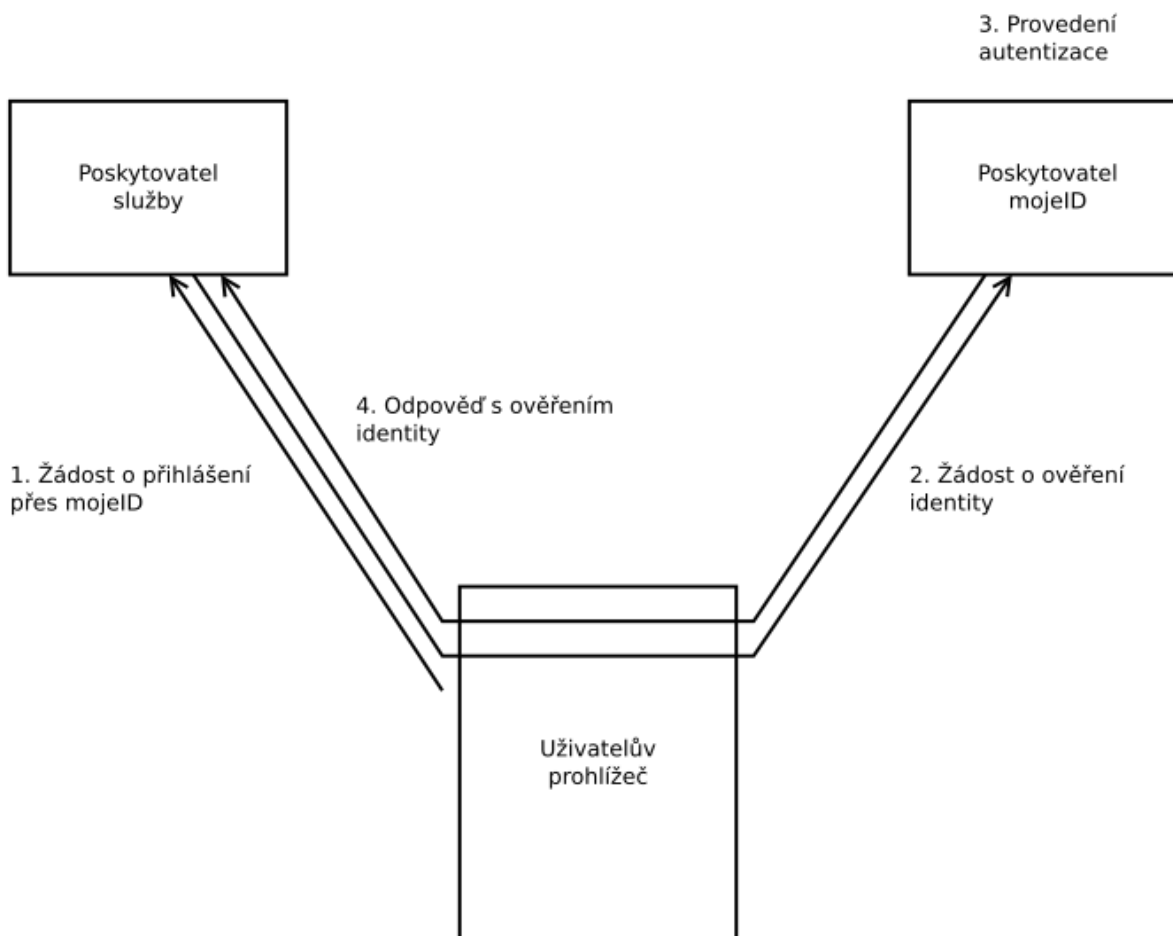 3. Provedení
autentizace
Poskytovatel
služby
Poskytovatel
mojeID
4. Odpověď s ověřením
identity
1. Žádost o přihlášení
přes mojeID
2. Žádost o ověření
identity
Uživatelův
prohlížeč